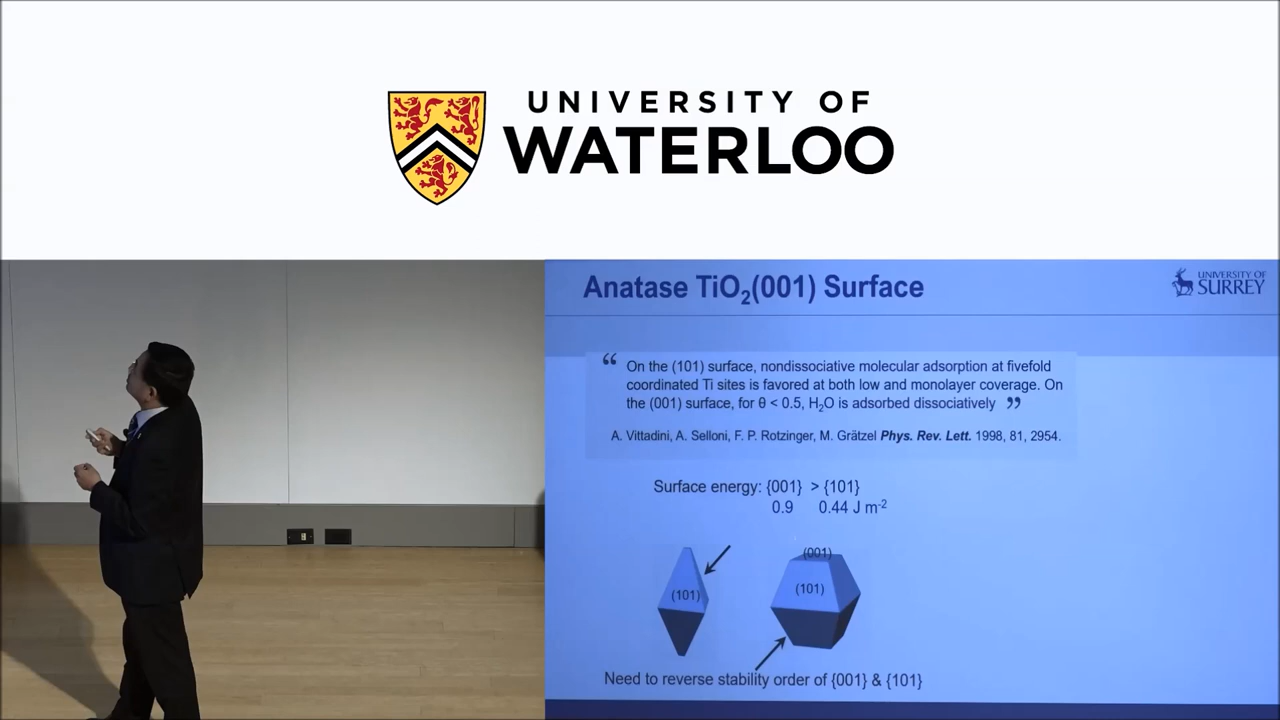 UNIVERSITY OF
WATERLOO
Anatase TiO₂(001) Surface
UNIVERSITY OF
SURREY
“ On the (101) surface, nondissociative molecular adsorption at fivefold
coordinated Ti sites is favored at both low and monolayer coverage. On
the (001) surface, for θ < 0.5, H₂O is adsorbed dissociatively ”
A. Vittadini, A. Selloni, F. P. Rotzinger, M. Grätzel Phys. Rev. Lett. 1998, 81, 2954.
Surface energy: {001} > {101}
0.9 0.44 J m⁻²
(001)
(101)
(101)
Need to reverse stability order of {001} & {101}